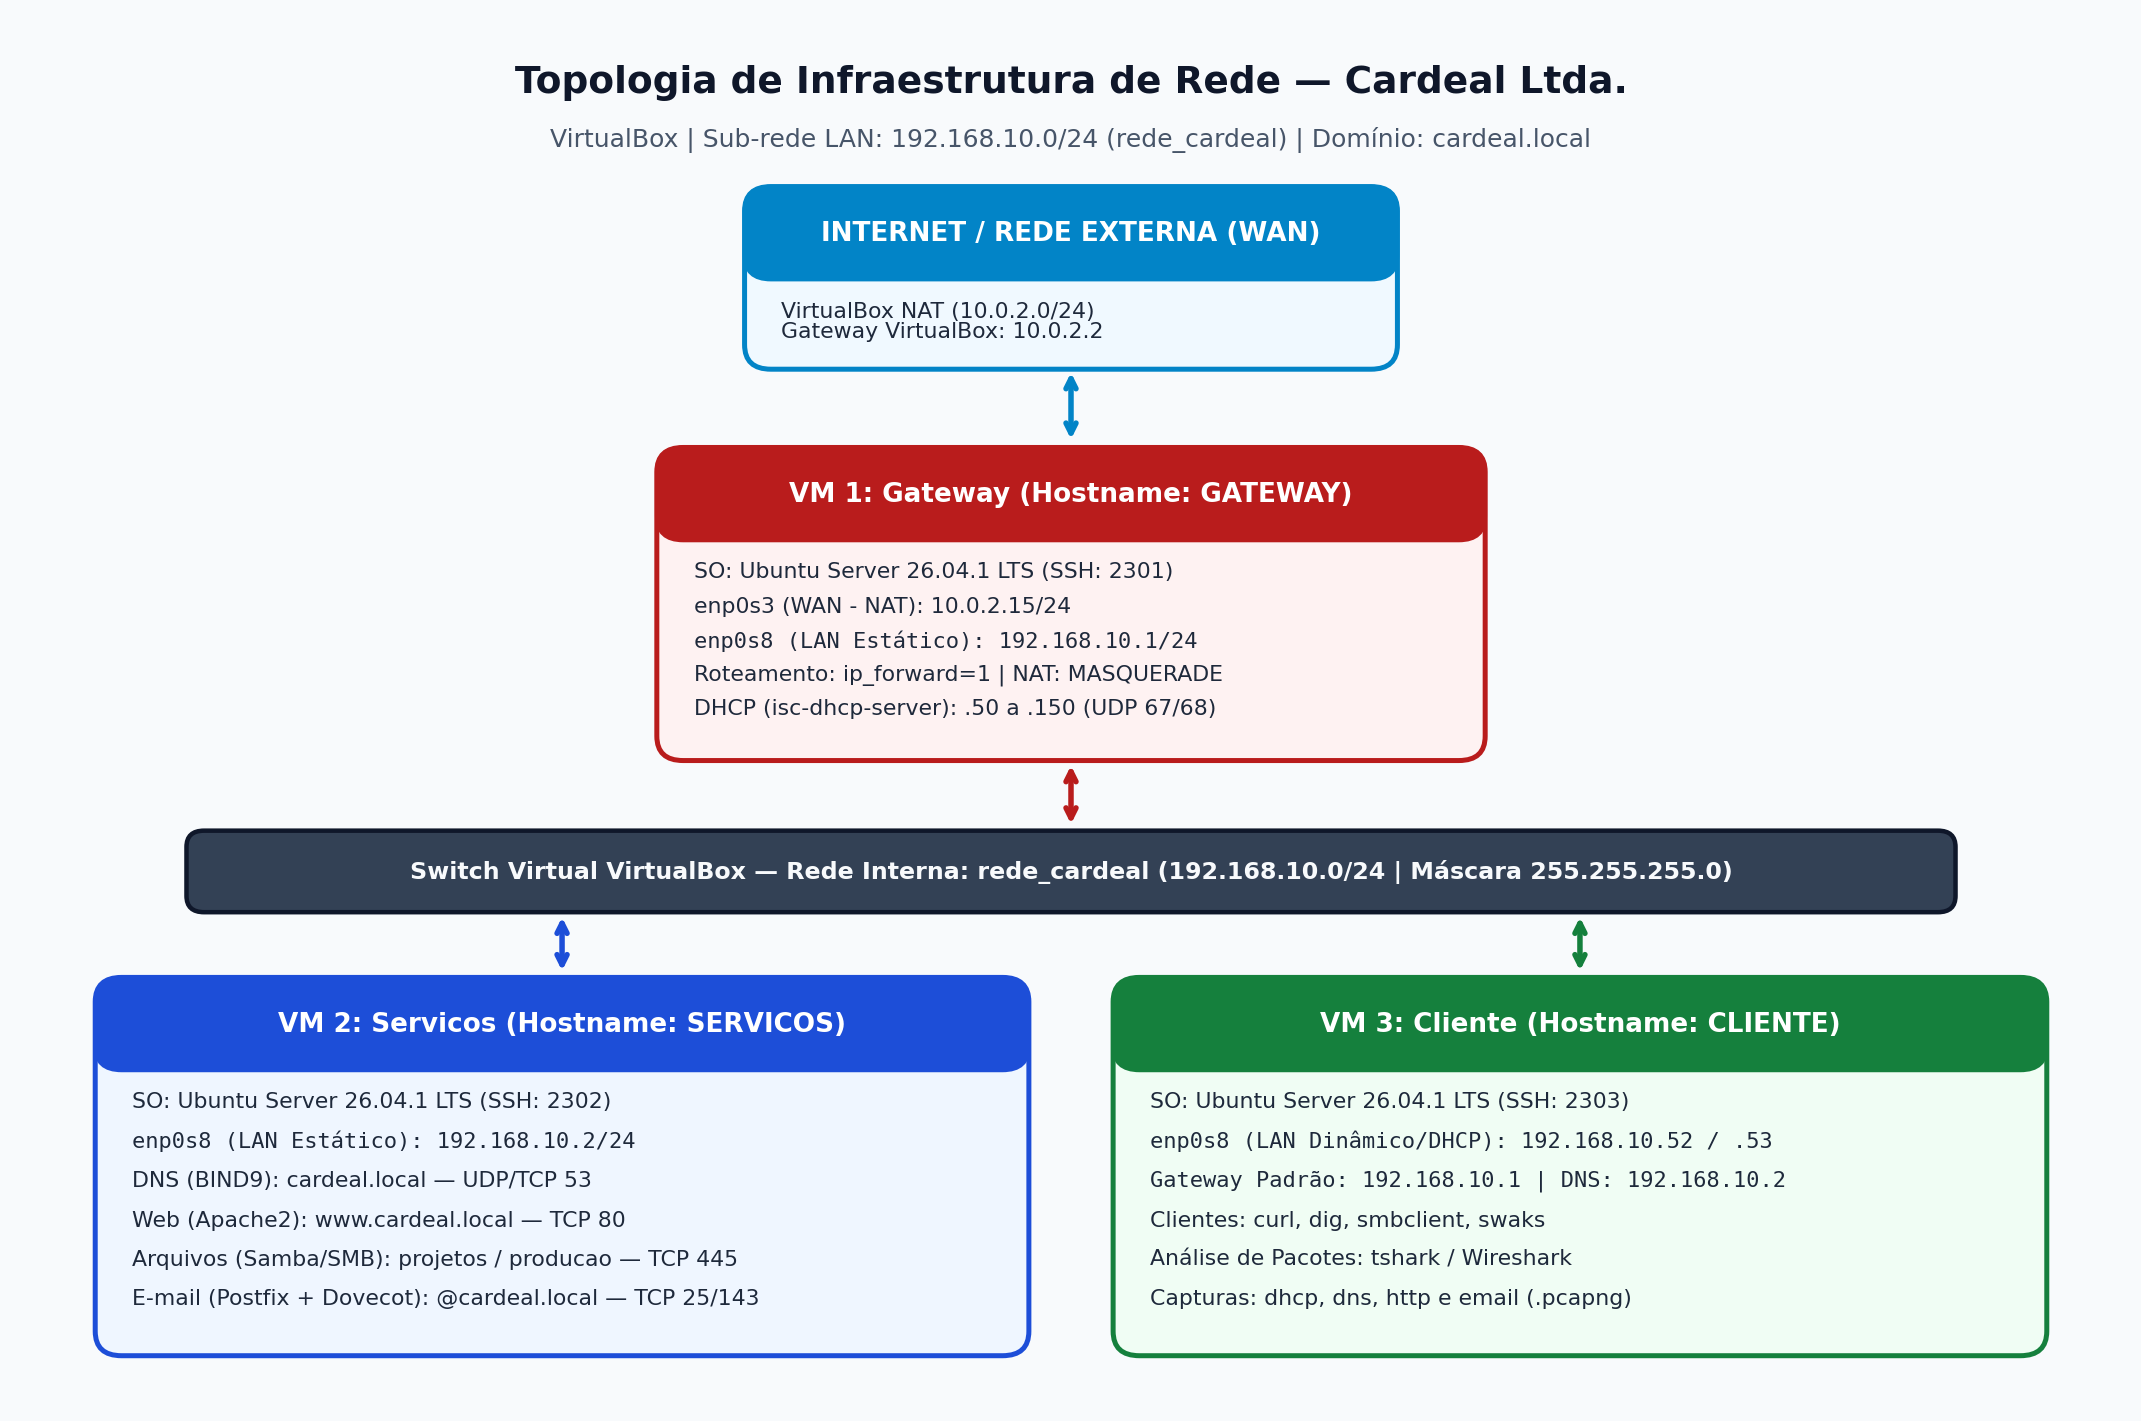 Topologia de Infraestrutura de Rede — Cardeal Ltda.
VirtualBox | Sub-rede LAN: 192.168.10.0/24 (rede_cardeal) | Domínio: cardeal.local
INTERNET / REDE EXTERNA (WAN)
VirtualBox NAT (10.0.2.0/24)
Gateway VirtualBox: 10.0.2.2
VM 1: Gateway (Hostname: GATEWAY)
SO: Ubuntu Server 26.04.1 LTS (SSH: 2301)
enp0s3 (WAN - NAT): 10.0.2.15/24
enp0s8 (LAN Estático): 192.168.10.1/24
Roteamento: ip_forward=1 | NAT: MASQUERADE
DHCP (isc-dhcp-server): .50 a .150 (UDP 67/68)
Switch Virtual VirtualBox — Rede Interna: rede_cardeal (192.168.10.0/24 | Máscara 255.255.255.0)
VM 2: Servicos (Hostname: SERVICOS)
SO: Ubuntu Server 26.04.1 LTS (SSH: 2302)
enp0s8 (LAN Estático): 192.168.10.2/24
DNS (BIND9): cardeal.local — UDP/TCP 53
Web (Apache2): www.cardeal.local — TCP 80
Arquivos (Samba/SMB): projetos / producao — TCP 445
E-mail (Postfix + Dovecot): @cardeal.local — TCP 25/143
VM 3: Cliente (Hostname: CLIENTE)
SO: Ubuntu Server 26.04.1 LTS (SSH: 2303)
enp0s8 (LAN Dinâmico/DHCP): 192.168.10.52 / .53
Gateway Padrão: 192.168.10.1 | DNS: 192.168.10.2
Clientes: curl, dig, smbclient, swaks
Análise de Pacotes: tshark / Wireshark
Capturas: dhcp, dns, http e email (.pcapng)